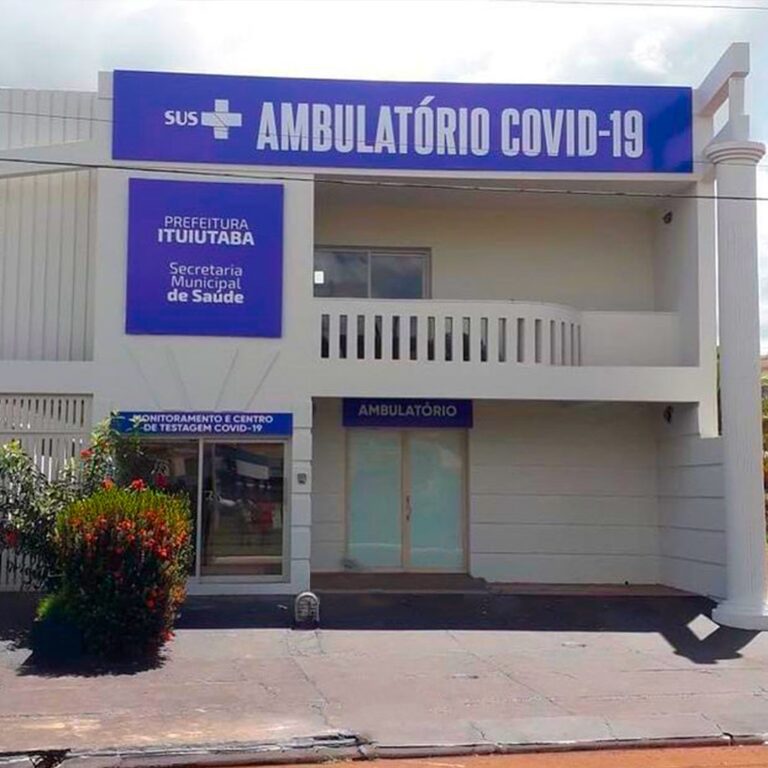 SUS AMBULATÓRIO COVID-19
PREFEITURA
ITUIUTABA
Secretaria
Municipal
de Saúde
MONITORAMENTO E CENTRO
DE TESTAGEM COVID-19
AMBULATÓRIO